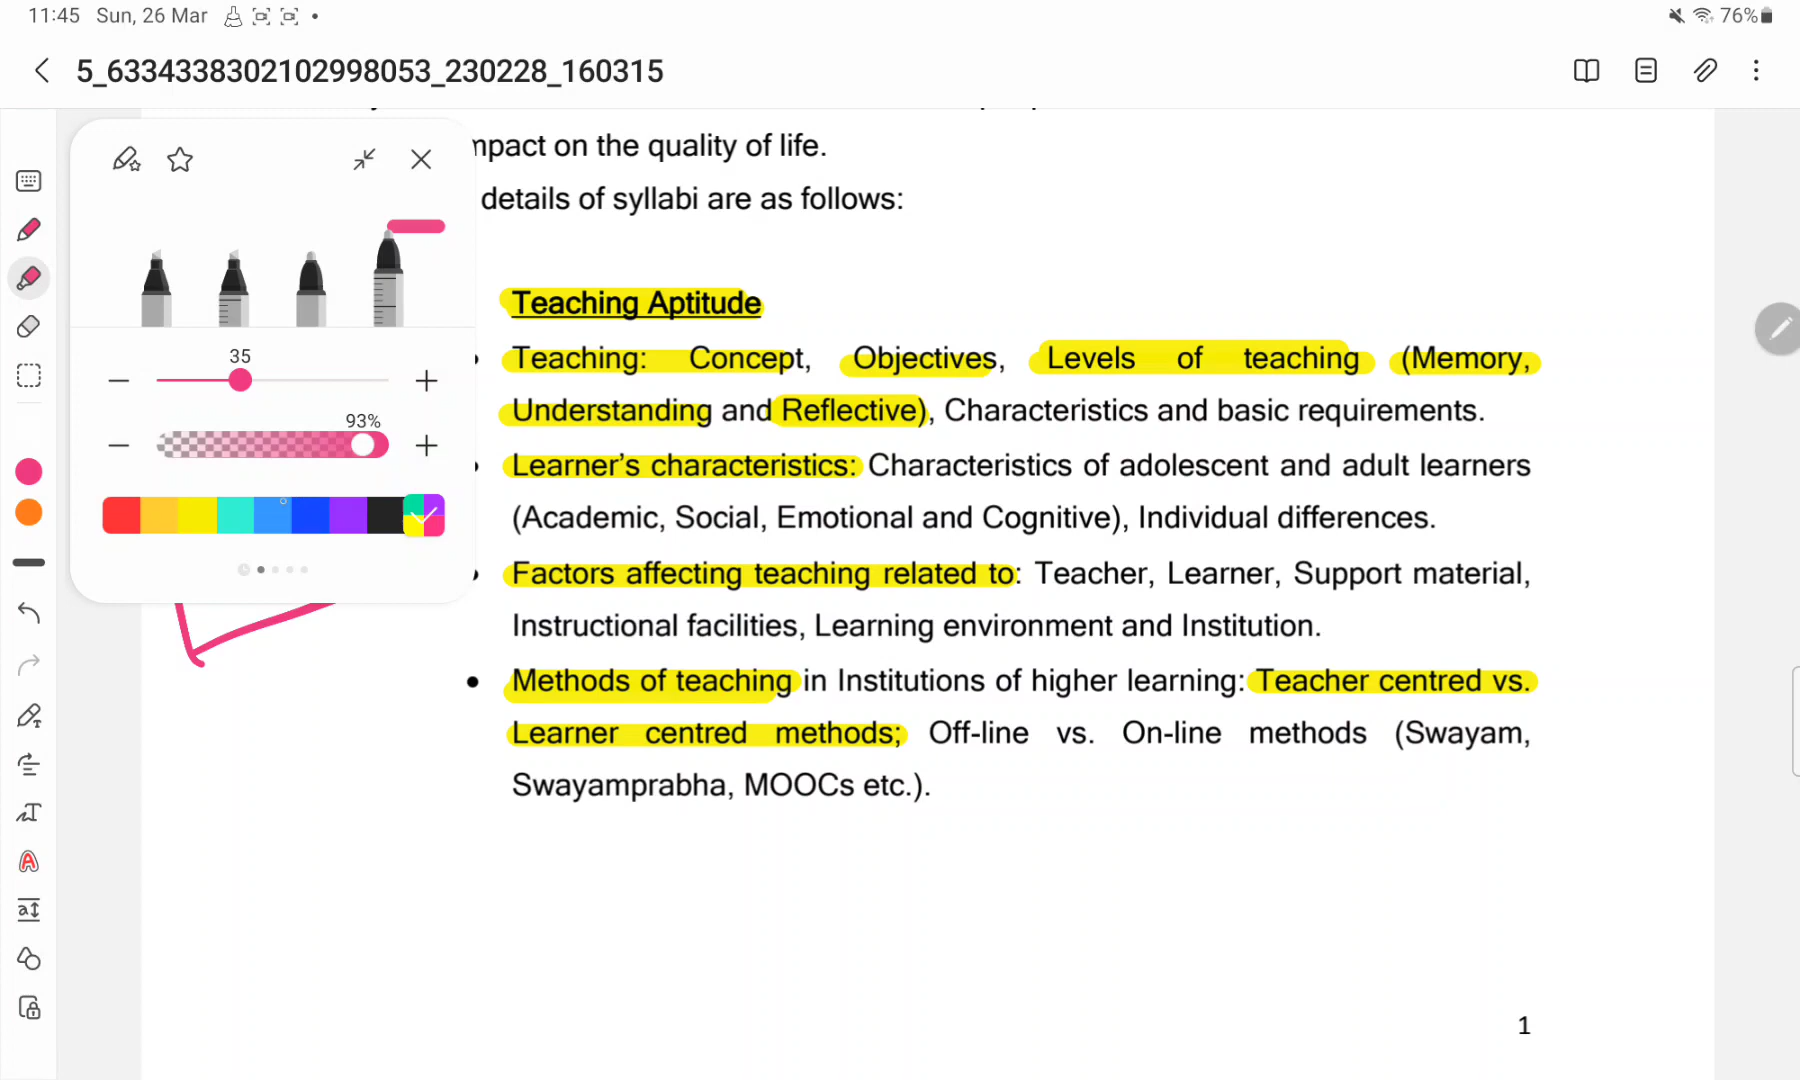 11:45 Sun, 26 Mar
76%
5_6334338302102998053_230228_160315
mpact on the quality of life.
details of syllabi are as follows:
35
93%
Teaching Aptitude
Teaching: Concept, Objectives, Levels of teaching (Memory,
Understanding and Reflective), Characteristics and basic requirements.
Learner’s characteristics: Characteristics of adolescent and adult learners
(Academic, Social, Emotional and Cognitive), Individual differences.
Factors affecting teaching related to: Teacher, Learner, Support material,
Instructional facilities, Learning environment and Institution.
• Methods of teaching in Institutions of higher learning: Teacher centred vs.
Learner centred methods; Off-line vs. On-line methods (Swayam,
Swayamprabha, MOOCs etc.).
1